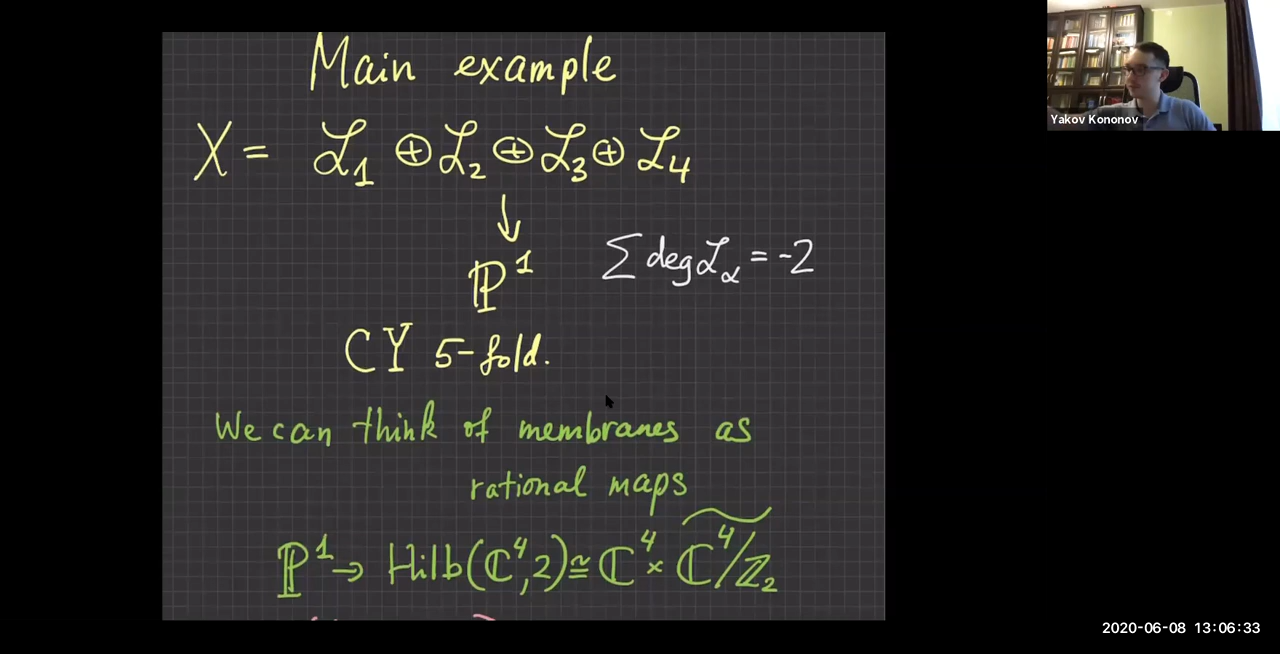 Main example
X = ℒ₁ ⊕ ℒ₂ ⊕ ℒ₃ ⊕ ℒ₄
↓
ℙ¹
∑ deg ℒ_α = -2
CY 5-fold.
We can think of membranes as
rational maps
ℙ¹ → Hilb(ℂ⁴, 2) ≅ ℂ⁴ × \widetilde{ℂ⁴/ℤ₂}
Yakov Kononov
2020-06-08 13:06:33